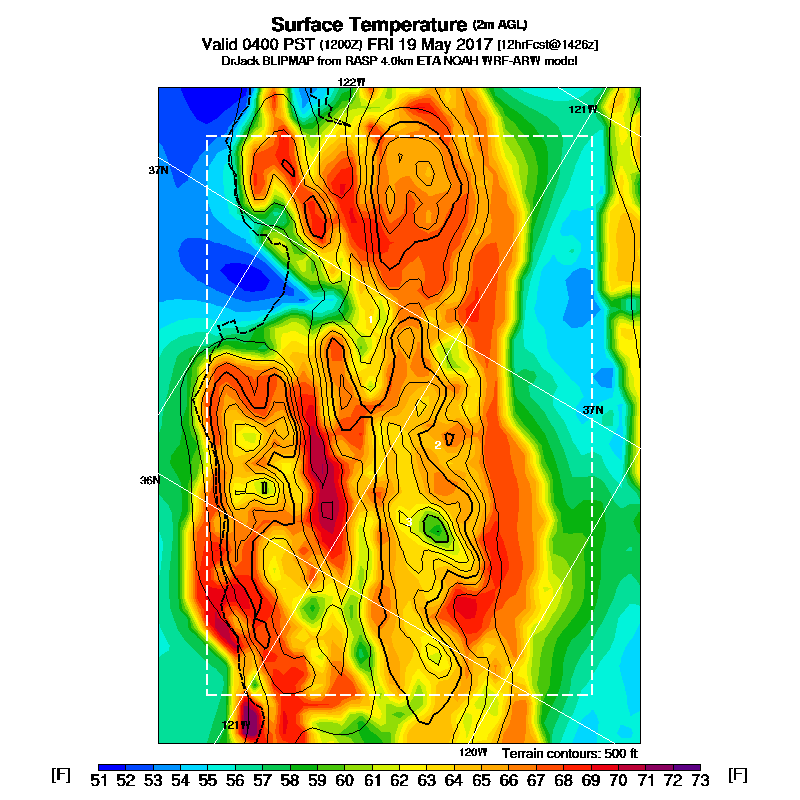 Surface Temperature (2m AGL)
Valid 0400 PST (1200Z) FRI 19 May 2017 [12hrFcst@1426z]
DrJack BLIPMAP from RASP 4.0km ETA NOAH WRF-ARW model
122W
121W
37N
1
37N
2
36N
3
121W
120W Terrain contours: 500 ft
[F] 51 52 53 54 55 56 57 58 59 60 61 62 63 64 65 66 67 68 69 70 71 72 73 [F]